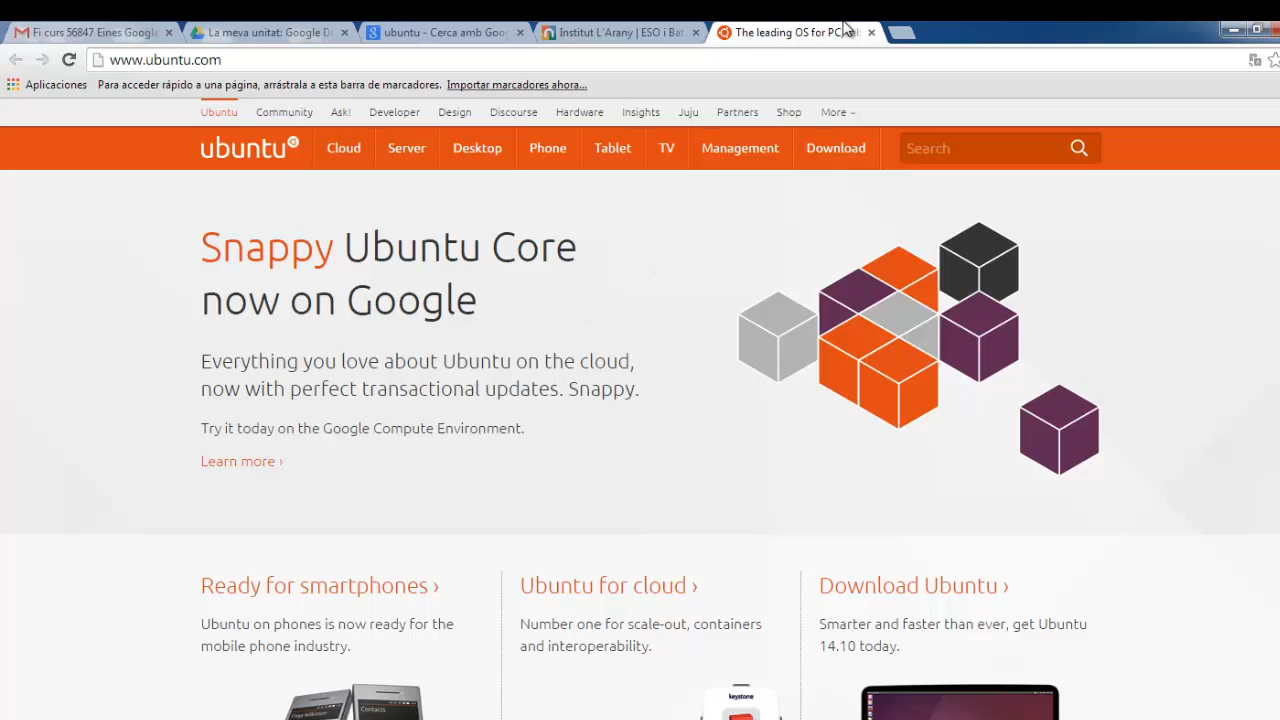 Fi curs 56847 Eines Google
La meva unitat: Google D
ubuntu - Cerca amb Goo
Institut L'Arany | ESO i Bat
The leading OS for PC
www.ubuntu.com
Aplicaciones
Para acceder rápido a una página, arrástrala a esta barra de marcadores.
Importar marcadores ahora...
Ubuntu Community Ask! Developer Design Discourse Hardware Insights Juju Partners Shop More
ubuntu Cloud Server Desktop Phone Tablet TV Management Download Search
Snappy Ubuntu Core
now on Google
Everything you love about Ubuntu on the cloud,
now with perfect transactional updates. Snappy.
Try it today on the Google Compute Environment.
Learn more ›
Ready for smartphones ›
Ubuntu on phones is now ready for the
mobile phone industry.
Ubuntu for cloud ›
Number one for scale-out, containers
and interoperability.
Download Ubuntu ›
Smarter and faster than ever, get Ubuntu
14.10 today.
Contacts
keystone